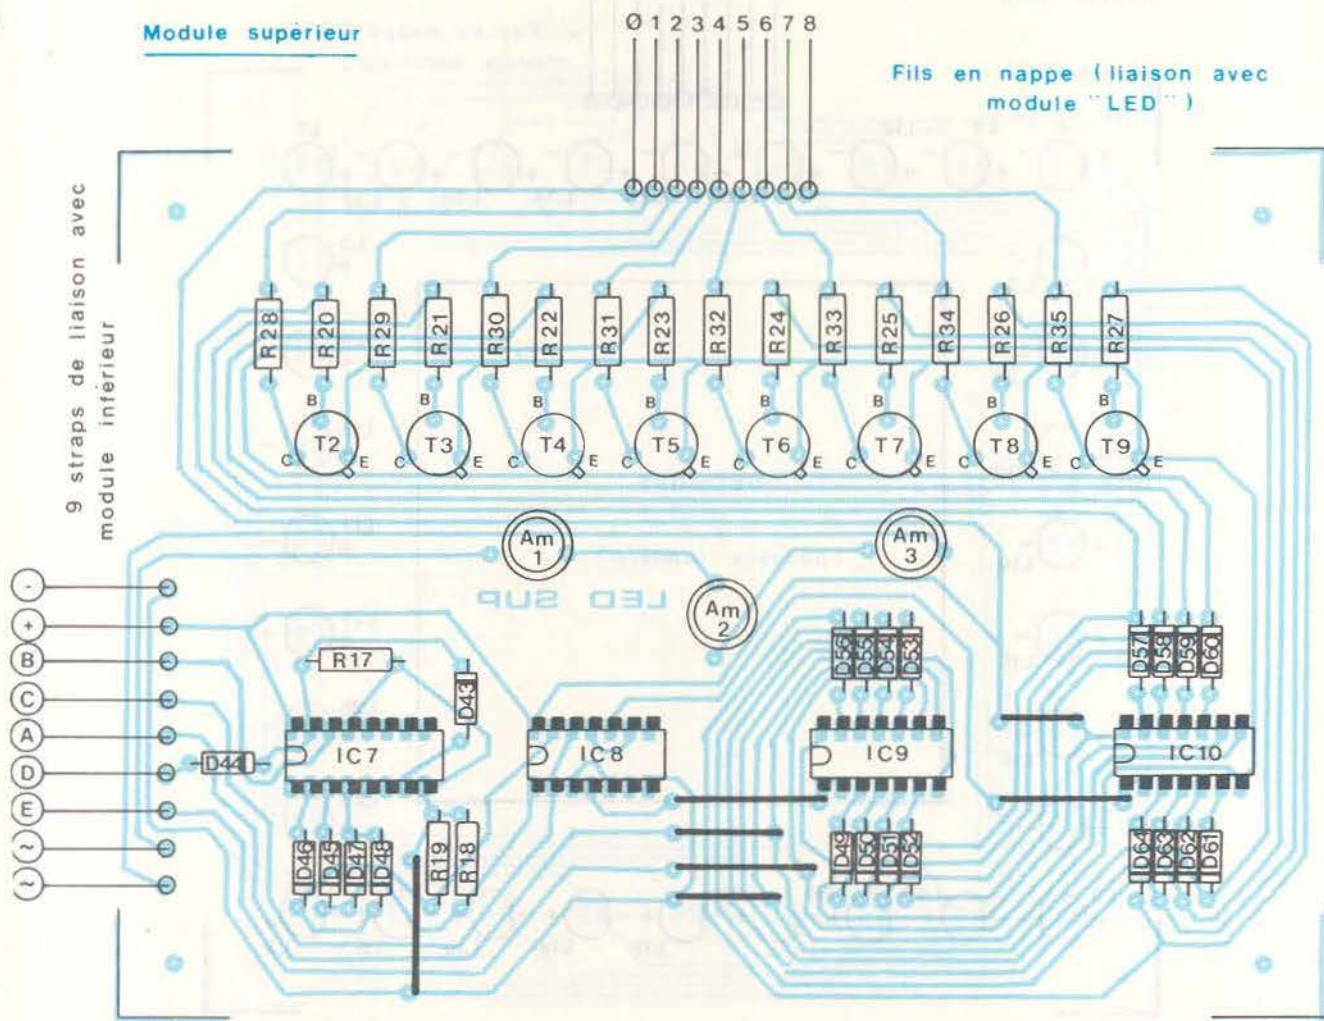 Module supérieur
Ø 1 2 3 4 5 6 7 8
Fils en nappe (liaison avec
module "LED")
9 straps de liaison avec
module inférieur
R28 R20 R29 R21 R30 R22 R31 R23 R32 R24 R33 R25 R34 R26 R35 R27
B B B B B B B B
T2 T3 T4 T5 T6 T7 T8 T9
C E C E C E C E C E C E C E C E
Am 1
Am 3
Am 2
LED SUP
-
+
B
C
A
D
E
~
~
R17
D43
D44
D56 D55 D54 D53
D57 D58 D59 D60
IC7 IC8 IC9 IC10
D46 D45 D47 D48
R19 R18
D49 D50 D51 D52
D64 D63 D62 D61